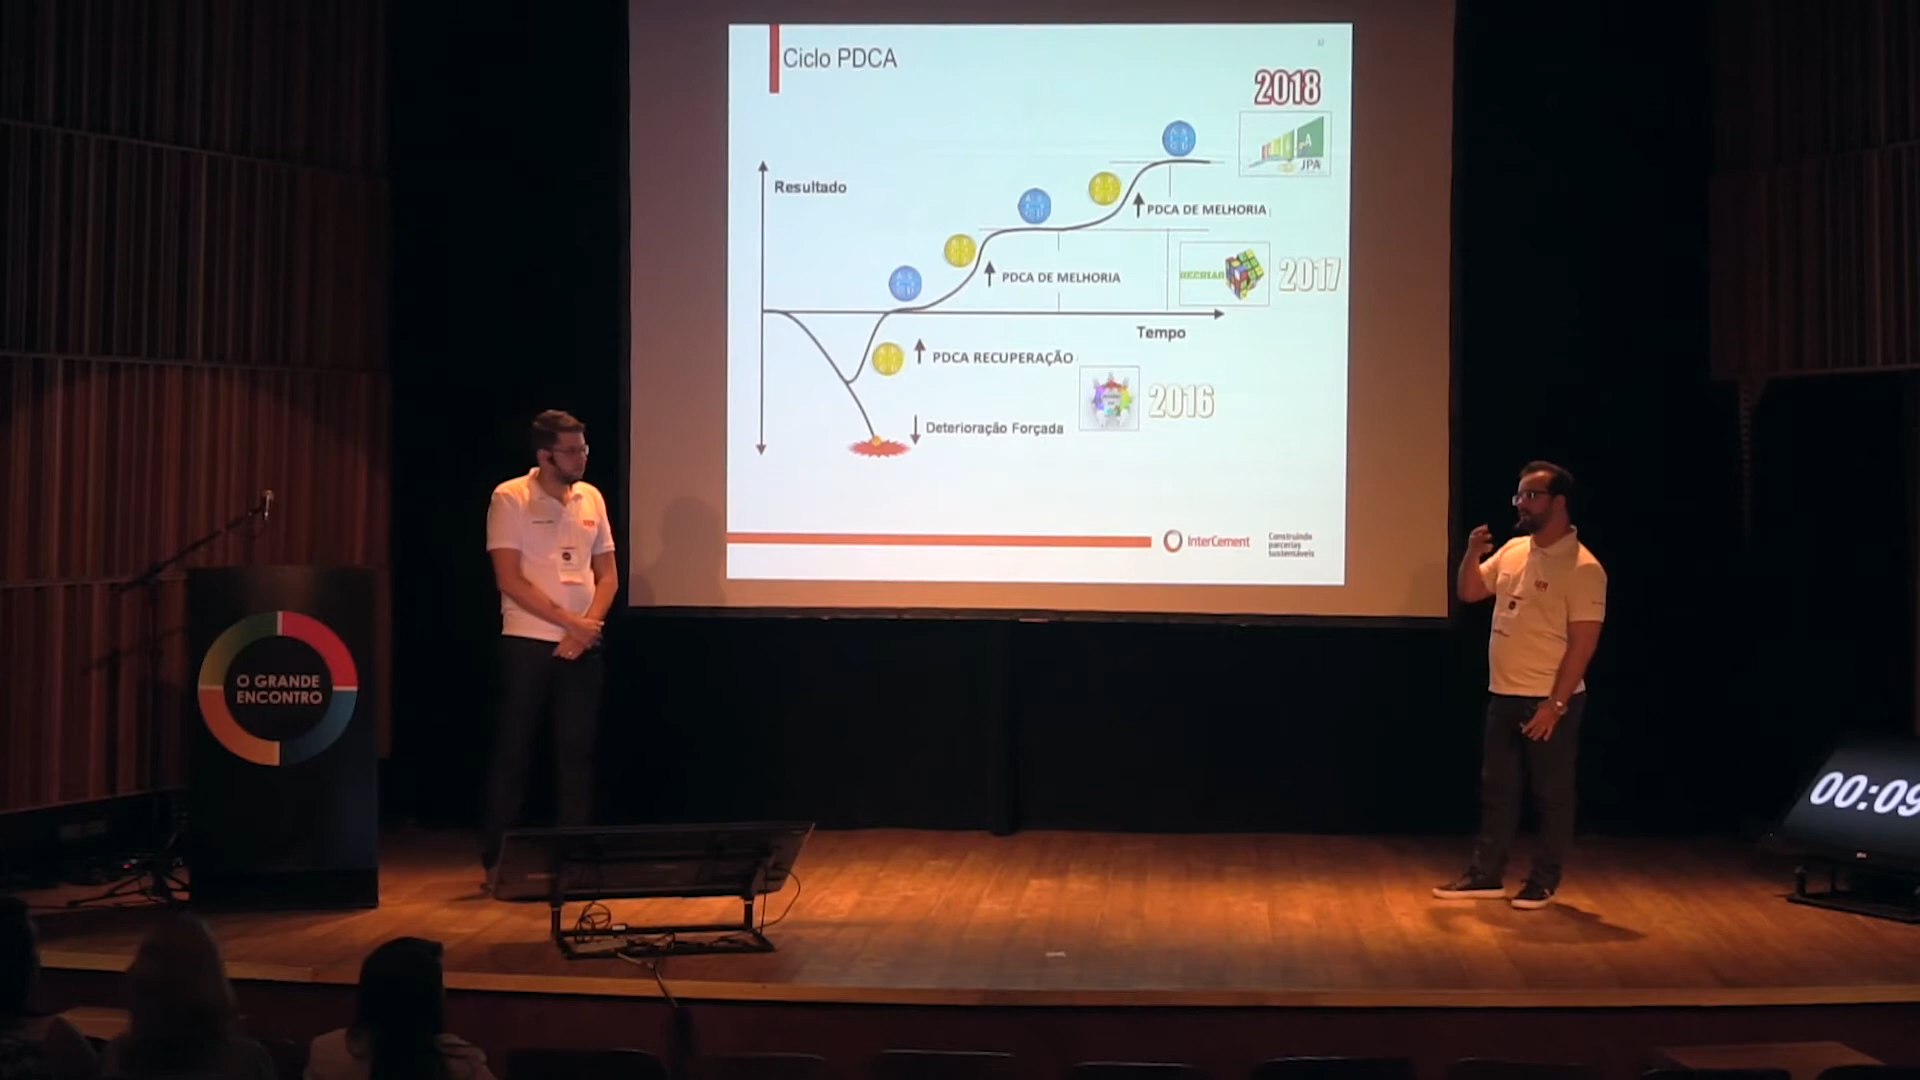 Ciclo PDCA
2018
JPA
Resultado
PDCA DE MELHORIA
RECRIAR
2017
PDCA DE MELHORIA
Tempo
PDCA RECUPERAÇÃO
2016
Deterioração Forçada
InterCement
Construindo
parcerias
sustentáveis
O GRANDE
ENCONTRO
00:09